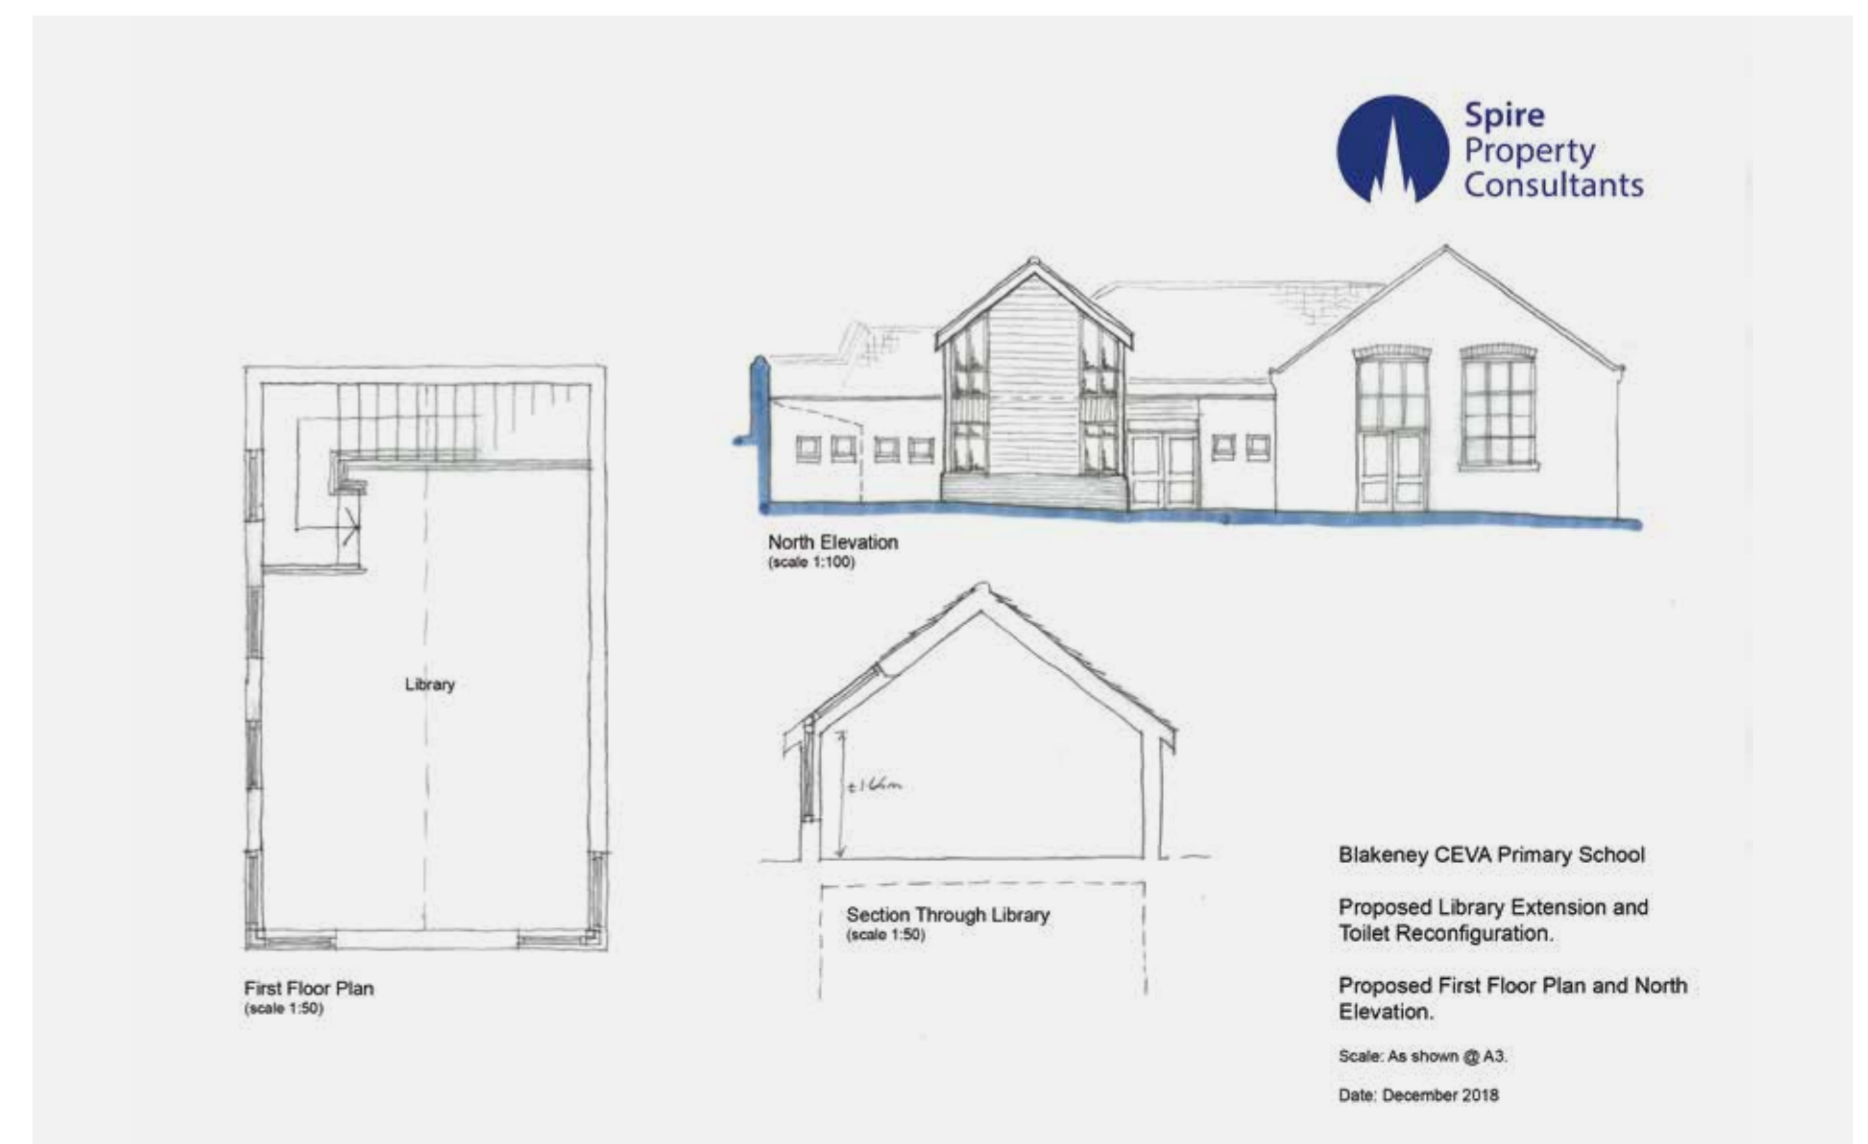 Spire
Property
Consultants
North Elevation
(scale 1:100)
Library
Section Through Library
(scale 1:50)
First Floor Plan
(scale 1:50)
Blakeney CEVA Primary School
Proposed Library Extension and
Toilet Reconfiguration.
Proposed First Floor Plan and North
Elevation.
Scale: As shown @ A3.
Date: December 2018